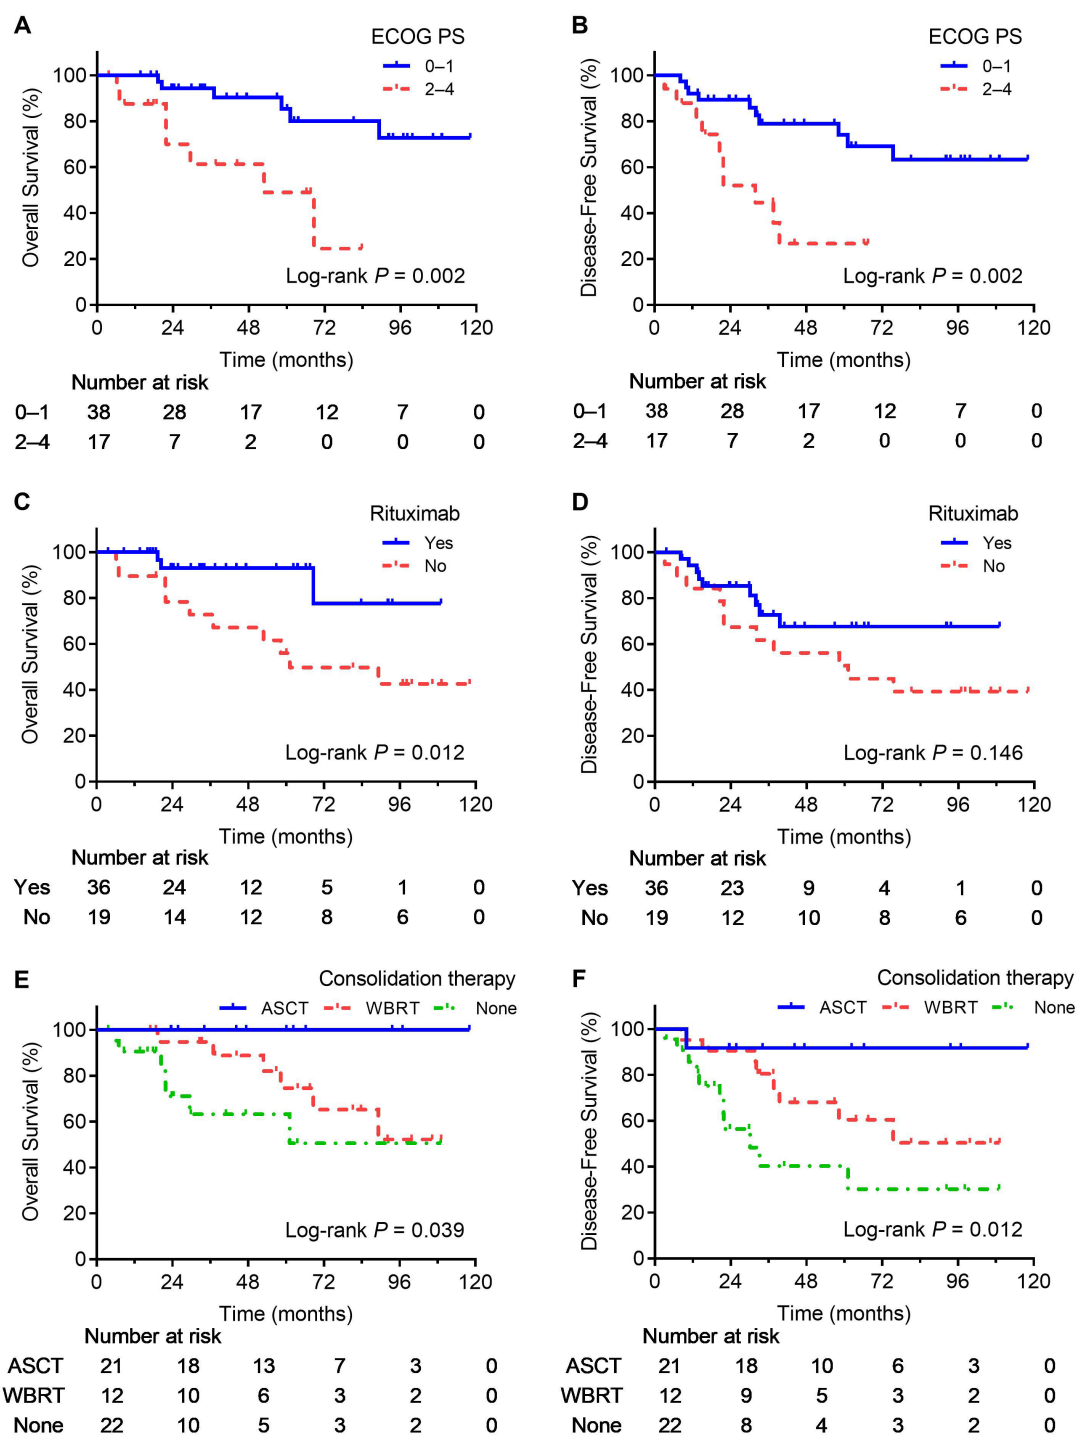 A
ECOG PS
0–1
2–4
Overall Survival (%)
100
80
60
40
20
0
Log-rank P = 0.002
0 24 48 72 96 120
Time (months)
Number at risk
0–1 38 28 17 12 7 0
2–4 17 7 2 0 0 0
B
ECOG PS
0–1
2–4
Disease-Free Survival (%)
100
80
60
40
20
0
Log-rank P = 0.002
0 24 48 72 96 120
Time (months)
Number at risk
0–1 38 28 17 12 7 0
2–4 17 7 2 0 0 0
C
Rituximab
Yes
No
Overall Survival (%)
100
80
60
40
20
0
Log-rank P = 0.012
0 24 48 72 96 120
Time (months)
Number at risk
Yes 36 24 12 5 1 0
No 19 14 12 8 6 0
D
Rituximab
Yes
No
Disease-Free Survival (%)
100
80
60
40
20
0
Log-rank P = 0.146
0 24 48 72 96 120
Time (months)
Number at risk
Yes 36 23 9 4 1 0
No 19 12 10 8 6 0
E
Consolidation therapy
ASCT WBRT None
Overall Survival (%)
100
80
60
40
20
0
Log-rank P = 0.039
0 24 48 72 96 120
Time (months)
Number at risk
ASCT 21 18 13 7 3 0
WBRT 12 10 6 3 2 0
None 22 10 5 3 2 0
F
Consolidation therapy
ASCT WBRT None
Disease-Free Survival (%)
100
80
60
40
20
0
Log-rank P = 0.012
0 24 48 72 96 120
Time (months)
Number at risk
ASCT 21 18 10 6 3 0
WBRT 12 9 5 3 2 0
None 22 8 4 3 2 0